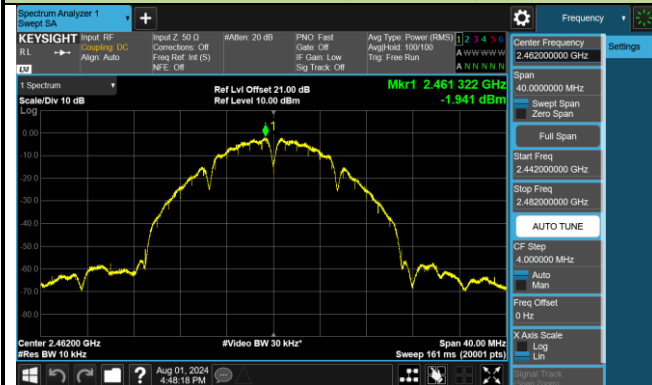 Spectrum Analyzer 1
Swept SA
+
Frequency
KEYSIGHT
Input: RF
Coupling: DC
Align: Auto
RL
LXI
Input Z: 50 Ω
Corrections: Off
Freq Ref: Int (S)
NFE: Off
#Atten: 20 dB
PNO: Fast
Gate: Off
IF Gain: Low
Sig Track: Off
Avg Type: Power (RMS)
Avg|Hold: 100/100
Trig: Free Run
1 2 3 4 5 6
A W W W W W
A N N N N N
1 Spectrum
Scale/Div 10 dB
Log
Ref Lvl Offset 21.00 dB
Ref Level 10.00 dBm
Mkr1 2.461 322 GHz
-1.941 dBm
1
0.00
-10.0
-20.0
-30.0
-40.0
-50.0
-60.0
-70.0
-80.0
Center 2.46200 GHz
#Res BW 10 kHz
#Video BW 30 kHz*
Span 40.00 MHz
Sweep 161 ms (20001 pts)
Center Frequency
2.462000000 GHz
Settings
Span
40.0000000 MHz
Swept Span
Zero Span
Full Span
Start Freq
2.442000000 GHz
Stop Freq
2.482000000 GHz
AUTO TUNE
CF Step
4.000000 MHz
Auto
Man
Freq Offset
0 Hz
X Axis Scale
Log
Lin
Signal Track
(Span Zoom)
?
Aug 01, 2024
4:48:18 PM